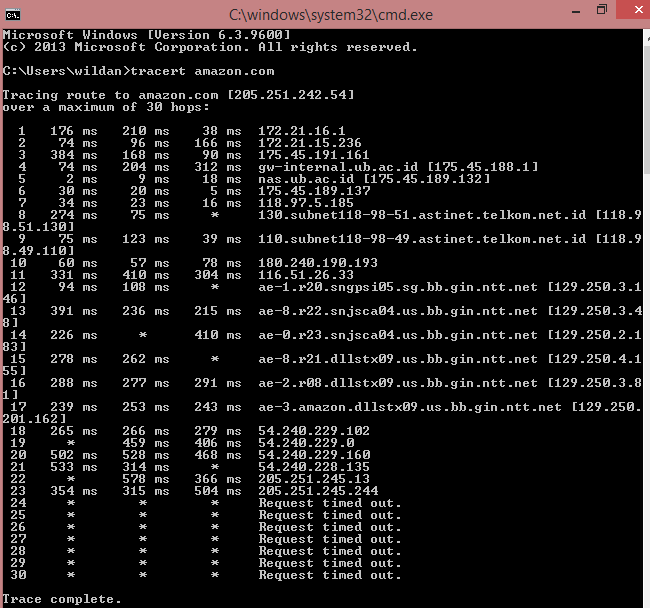 C:\windows\system32\cmd.exe
Microsoft Windows [Version 6.3.9600]
(c) 2013 Microsoft Corporation. All rights reserved.
C:\Users\wildan>tracert amazon.com
Tracing route to amazon.com [205.251.242.54]
over a maximum of 30 hops:
1 176 ms 210 ms 38 ms 172.21.16.1
2 74 ms 96 ms 166 ms 172.21.15.236
3 384 ms 168 ms 90 ms 175.45.191.161
4 74 ms 204 ms 312 ms gw-internal.ub.ac.id [175.45.188.1]
5 2 ms 9 ms 18 ms nas.ub.ac.id [175.45.189.132]
6 30 ms 20 ms 5 ms 175.45.189.137
7 34 ms 23 ms 16 ms 118.97.5.185
8 274 ms 75 ms * 130.subnet118-98-51.astinet.telkom.net.id [118.9
8.51.130]
9 75 ms 123 ms 39 ms 110.subnet118-98-49.astinet.telkom.net.id [118.9
8.49.110]
10 60 ms 57 ms 78 ms 180.240.190.193
11 331 ms 410 ms 304 ms 116.51.26.33
12 94 ms 108 ms * ae-1.r20.sngpsi05.sg.bb.gin.ntt.net [129.250.3.1
46]
13 391 ms 236 ms 215 ms ae-8.r22.snjsca04.us.bb.gin.ntt.net [129.250.3.4
8]
14 226 ms * 410 ms ae-0.r23.snjsca04.us.bb.gin.ntt.net [129.250.2.1
83]
15 278 ms 262 ms * ae-8.r21.dllstx09.us.bb.gin.ntt.net [129.250.4.1
55]
16 288 ms 277 ms 291 ms ae-2.r08.dllstx09.us.bb.gin.ntt.net [129.250.3.8
1]
17 239 ms 253 ms 243 ms ae-3.amazon.dllstx09.us.bb.gin.ntt.net [129.250.
201.162]
18 265 ms 266 ms 279 ms 54.240.229.102
19 * 459 ms 406 ms 54.240.229.0
20 502 ms 528 ms 468 ms 54.240.229.160
21 533 ms 314 ms * 54.240.228.135
22 * 578 ms 366 ms 205.251.245.13
23 354 ms 315 ms 504 ms 205.251.245.244
24 * * * Request timed out.
25 * * * Request timed out.
26 * * * Request timed out.
27 * * * Request timed out.
28 * * * Request timed out.
29 * * * Request timed out.
30 * * * Request timed out.
Trace complete.